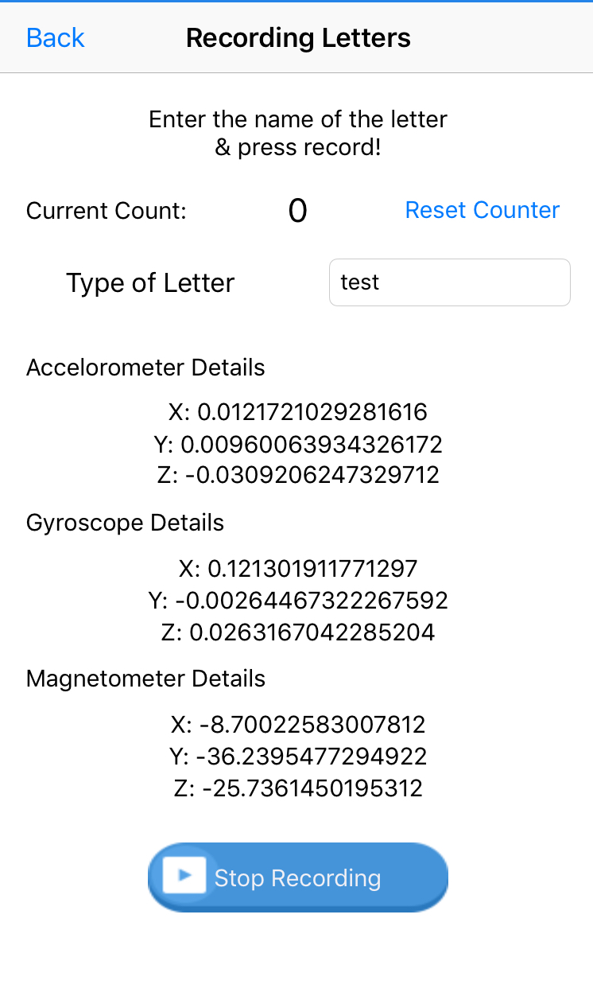 Back Recording Letters
Enter the name of the letter
& press record!
Current Count: 0 Reset Counter
Type of Letter test
Accelorometer Details
X: 0.0121721029281616
Y: 0.00960063934326172
Z: -0.0309206247329712
Gyroscope Details
X: 0.121301911771297
Y: -0.00264467322267592
Z: 0.0263167042285204
Magnetometer Details
X: -8.70022583007812
Y: -36.2395477294922
Z: -25.7361450195312
Stop Recording